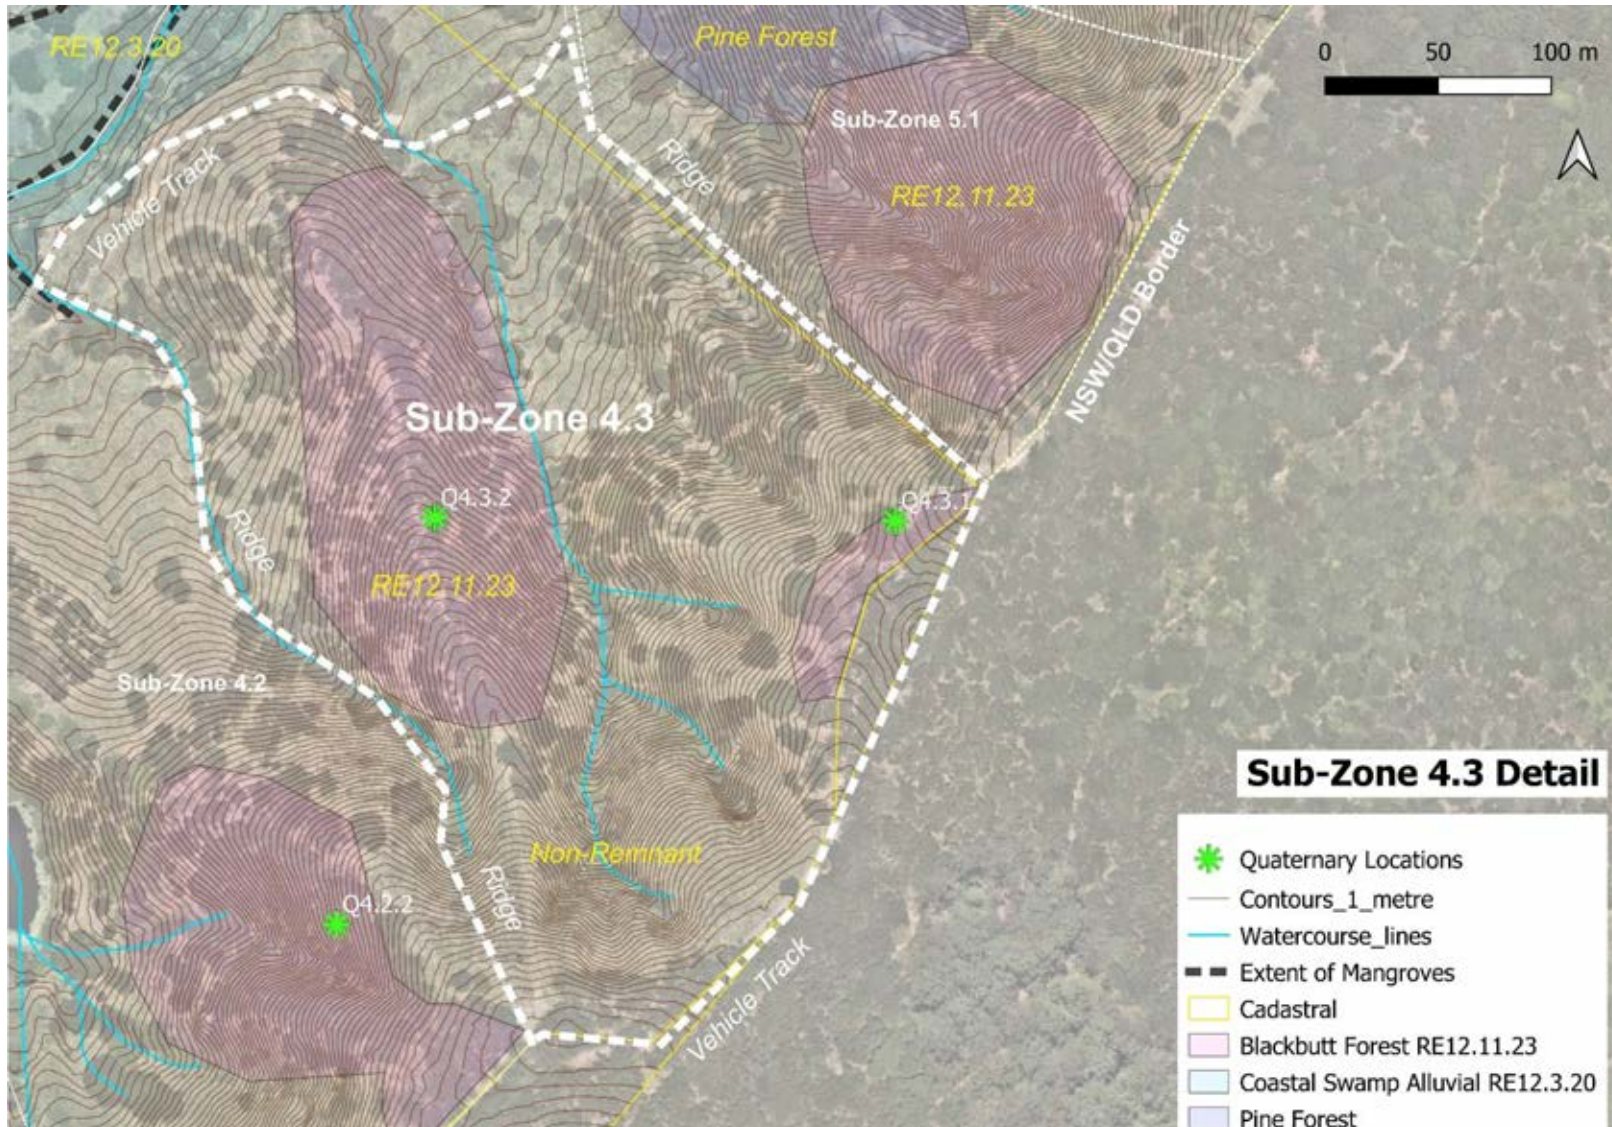 RE12.3.20
Pine Forest
0 50 100 m
Sub-Zone 5.1
Ridge
RE12.11.23
Vehicle Track
NSW/QLD Border
Sub-Zone 4.3
Q4.3.2
Q4.3.1
Ridge
RE12.11.23
Sub-Zone 4.2
Non-Remnant
Ridge
Q4.2.2
Vehicle Track
Sub-Zone 4.3 Detail
Quaternary Locations
Contours_1_metre
Watercourse_lines
Extent of Mangroves
Cadastral
Blackbutt Forest RE12.11.23
Coastal Swamp Alluvial RE12.3.20
Pine Forest